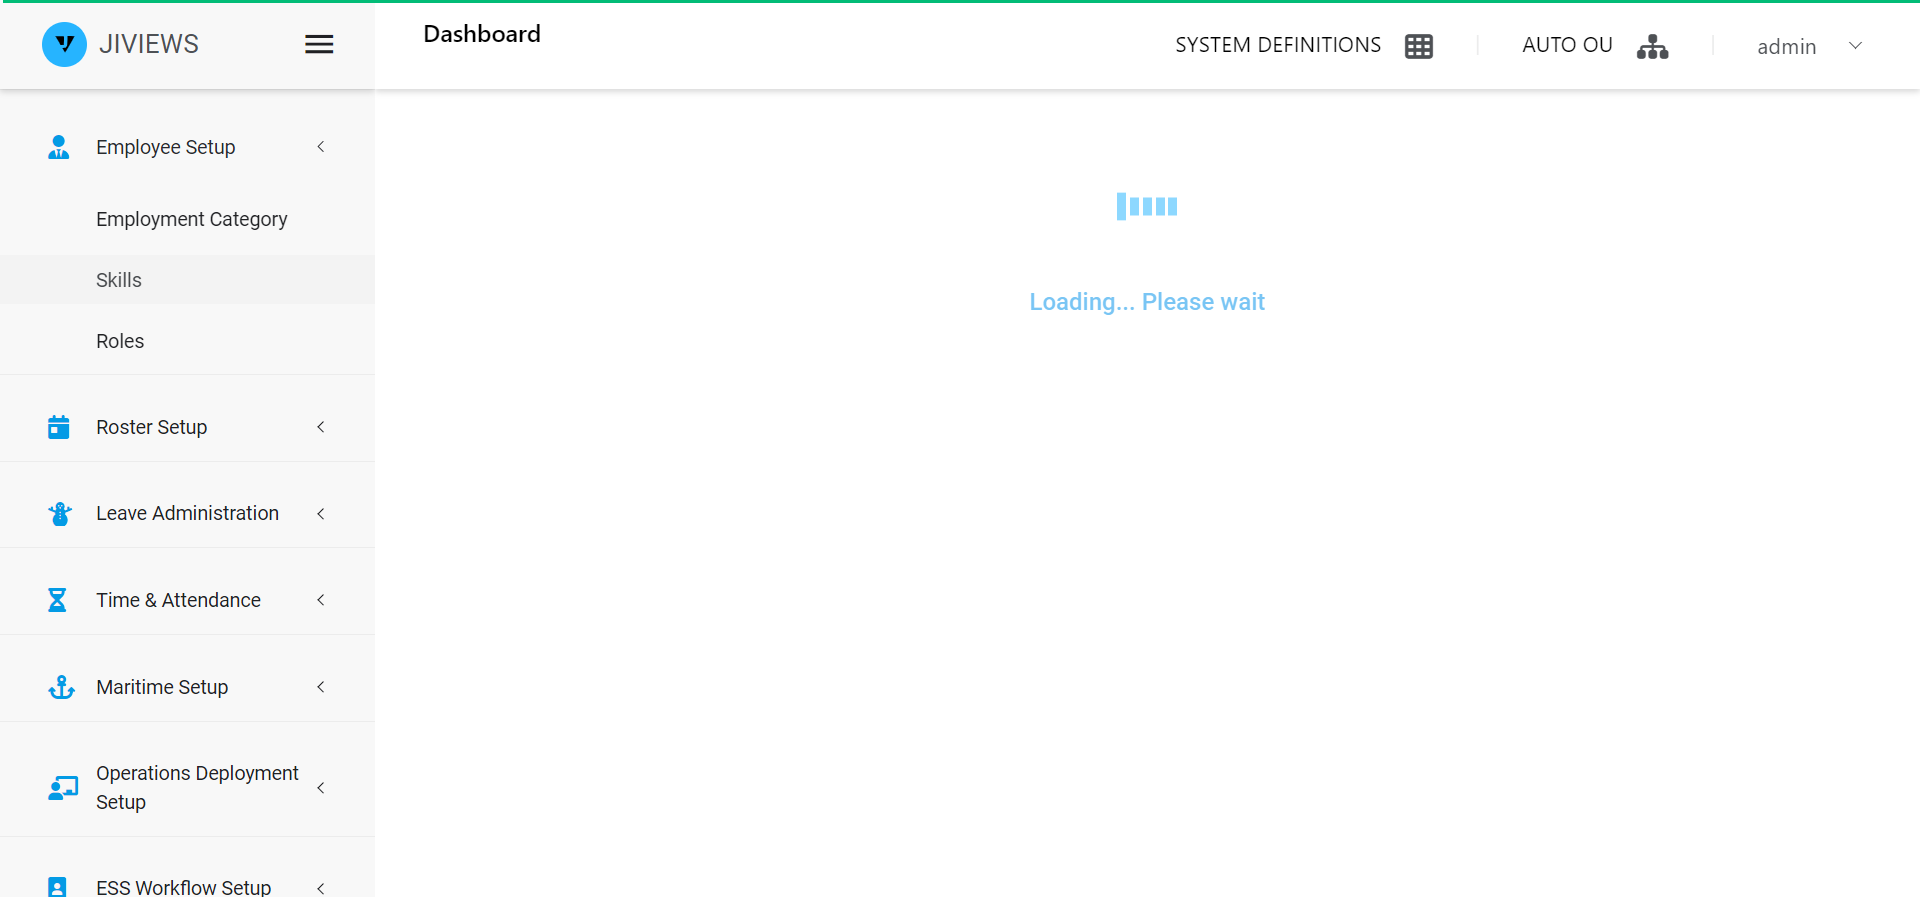 JIVIEWS
Dashboard
SYSTEM DEFINITIONS
AUTO OU
admin
Employee Setup
Employment Category
Skills
Roles
Roster Setup
Leave Administration
Time & Attendance
Maritime Setup
Operations Deployment
Setup
ESS Workflow Setup
Loading... Please wait